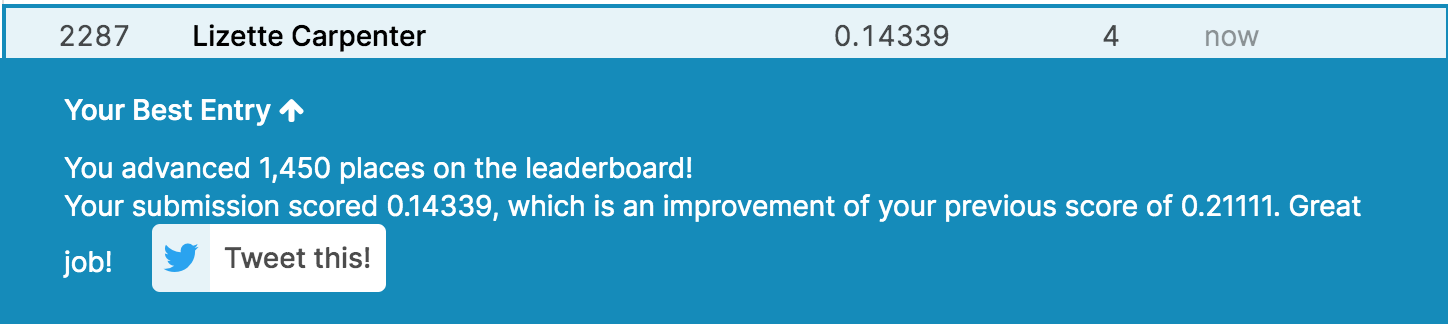 2287 Lizette Carpenter 0.14339 4 now
Your Best Entry
You advanced 1,450 places on the leaderboard!
Your submission scored 0.14339, which is an improvement of your previous score of 0.21111. Great
job! Tweet this!